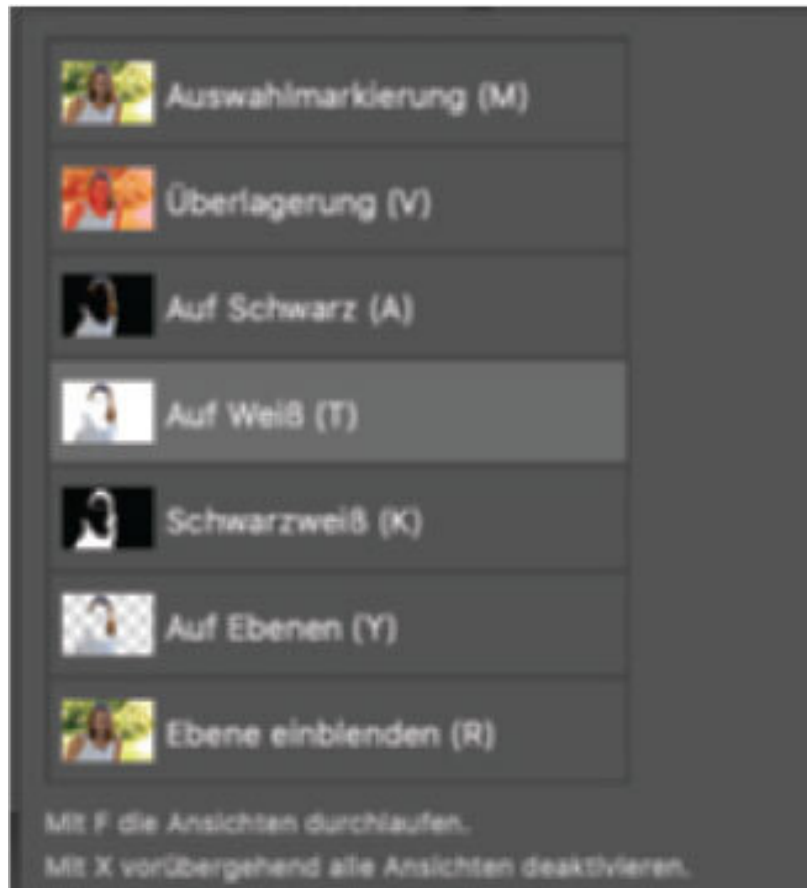 Auswahlmarkierung (M)
Überlagerung (V)
Auf Schwarz (A)
Auf Weiß (T)
Schwarzweiß (K)
Auf Ebenen (Y)
Ebene einblenden (R)
Mit F die Ansichten durchlaufen.
Mit X vorübergehend alle Ansichten deaktivieren.